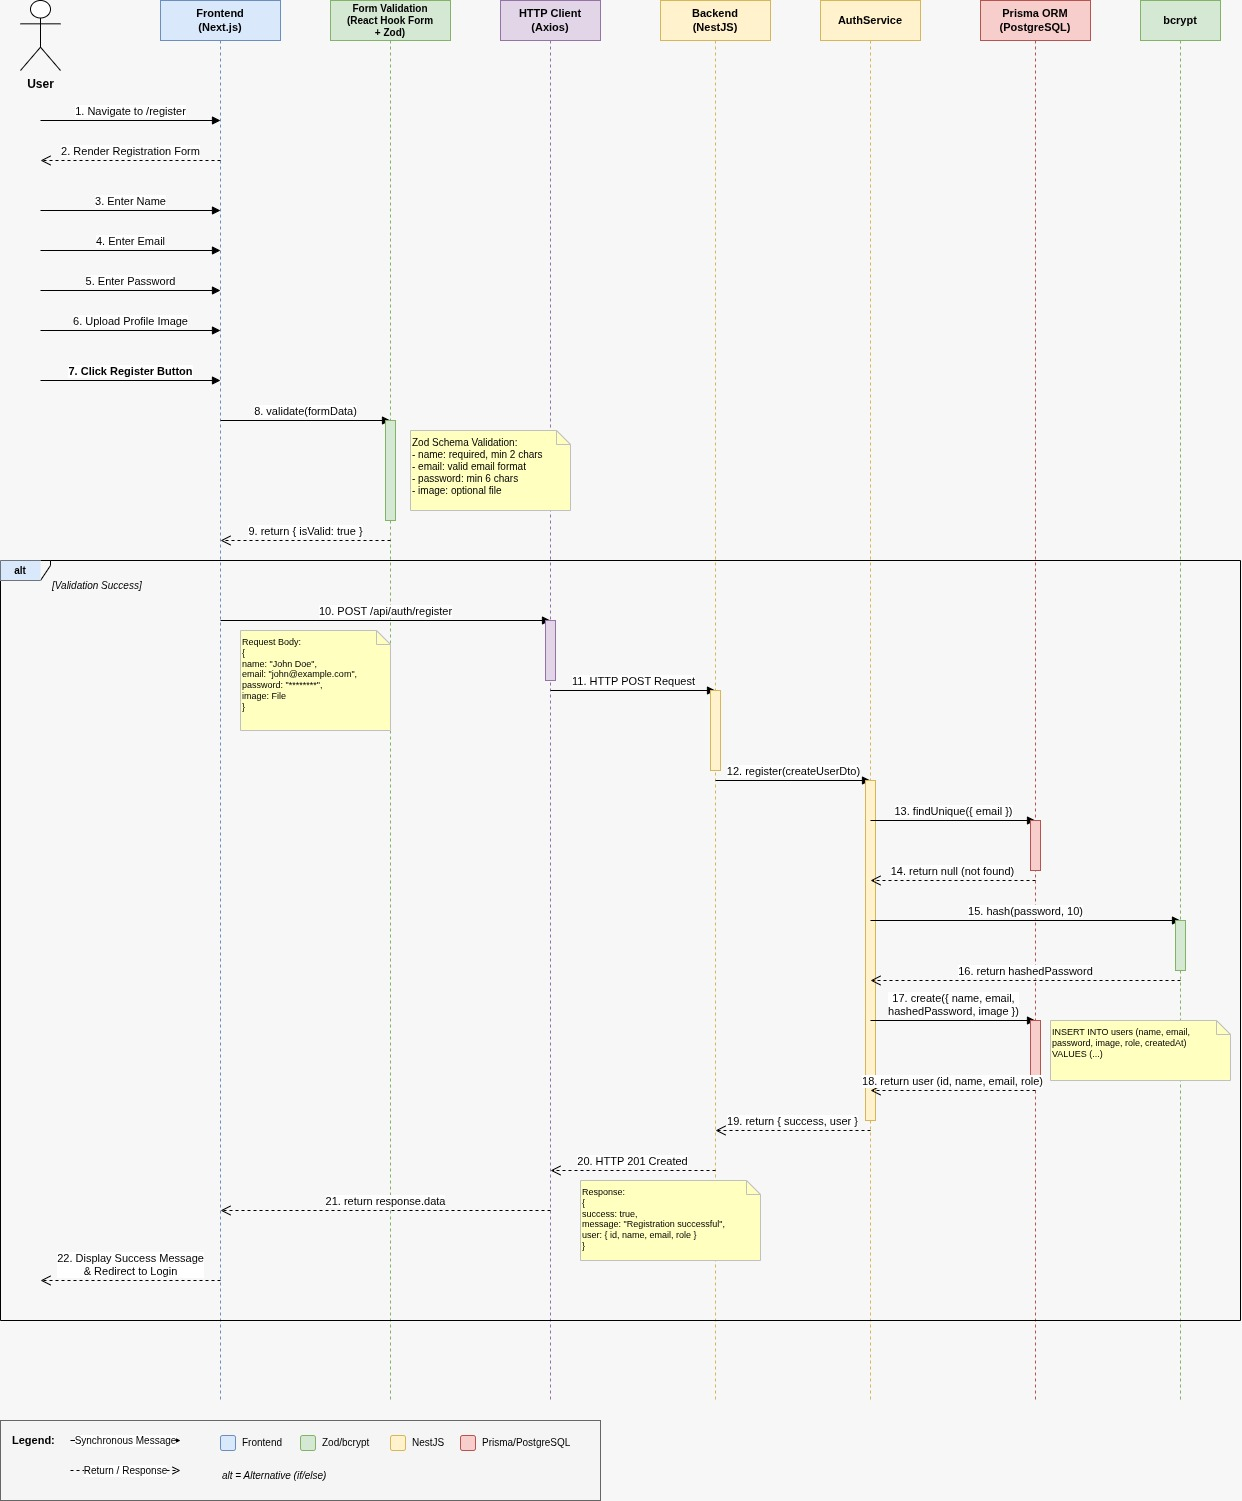 User
Frontend
(Next.js)
Form Validation
(React Hook Form
+ Zod)
HTTP Client
(Axios)
Backend
(NestJS)
AuthService
Prisma ORM
(PostgreSQL)
bcrypt
1. Navigate to /register
2. Render Registration Form
3. Enter Name
4. Enter Email
5. Enter Password
6. Upload Profile Image
7. Click Register Button
8. validate(formData)
Zod Schema Validation:
- name: required, min 2 chars
- email: valid email format
- password: min 6 chars
- image: optional file
9. return { isValid: true }
alt
[Validation Success]
10. POST /api/auth/register
Request Body:
{
name: "John Doe",
email: "john@example.com",
password: "********",
image: File
}
11. HTTP POST Request
12. register(createUserDto)
13. findUnique({ email })
14. return null (not found)
15. hash(password, 10)
16. return hashedPassword
17. create({ name, email,
hashedPassword, image })
INSERT INTO users (name, email,
password, image, role, createdAt)
VALUES (...)
18. return user (id, name, email, role)
19. return { success, user }
20. HTTP 201 Created
Response:
{
success: true,
message: "Registration successful",
user: { id, name, email, role }
}
21. return response.data
22. Display Success Message
& Redirect to Login
Legend:
Synchronous Message
Frontend
Zod/bcrypt
NestJS
Prisma/PostgreSQL
Return / Response
alt = Alternative (if/else)